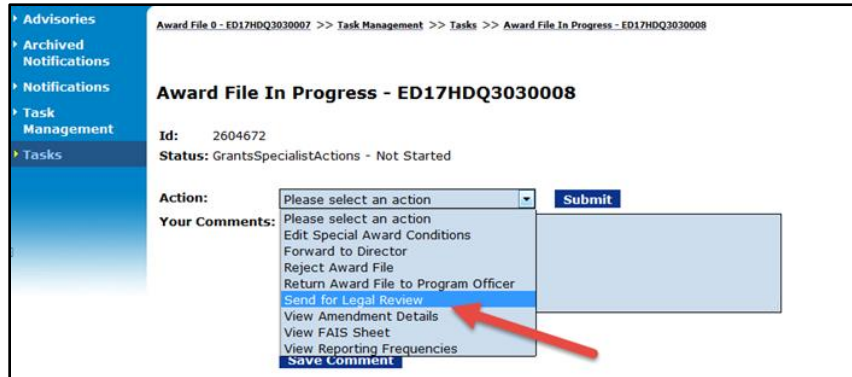 Advisories
Archived
Notifications
Notifications
Task
Management
Tasks
Award File 0 - ED17HDQ3030007 >> Task Management >> Tasks >> Award File In Progress - ED17HDQ3030008
Award File In Progress - ED17HDQ3030008
Id: 2604672
Status: GrantsSpecialistActions - Not Started
Action: Please select an action Submit
Your Comments: Please select an action
Edit Special Award Conditions
Forward to Director
Reject Award File
Return Award File to Program Officer
Send for Legal Review
View Amendment Details
View FAIS Sheet
View Reporting Frequencies
Save Comment